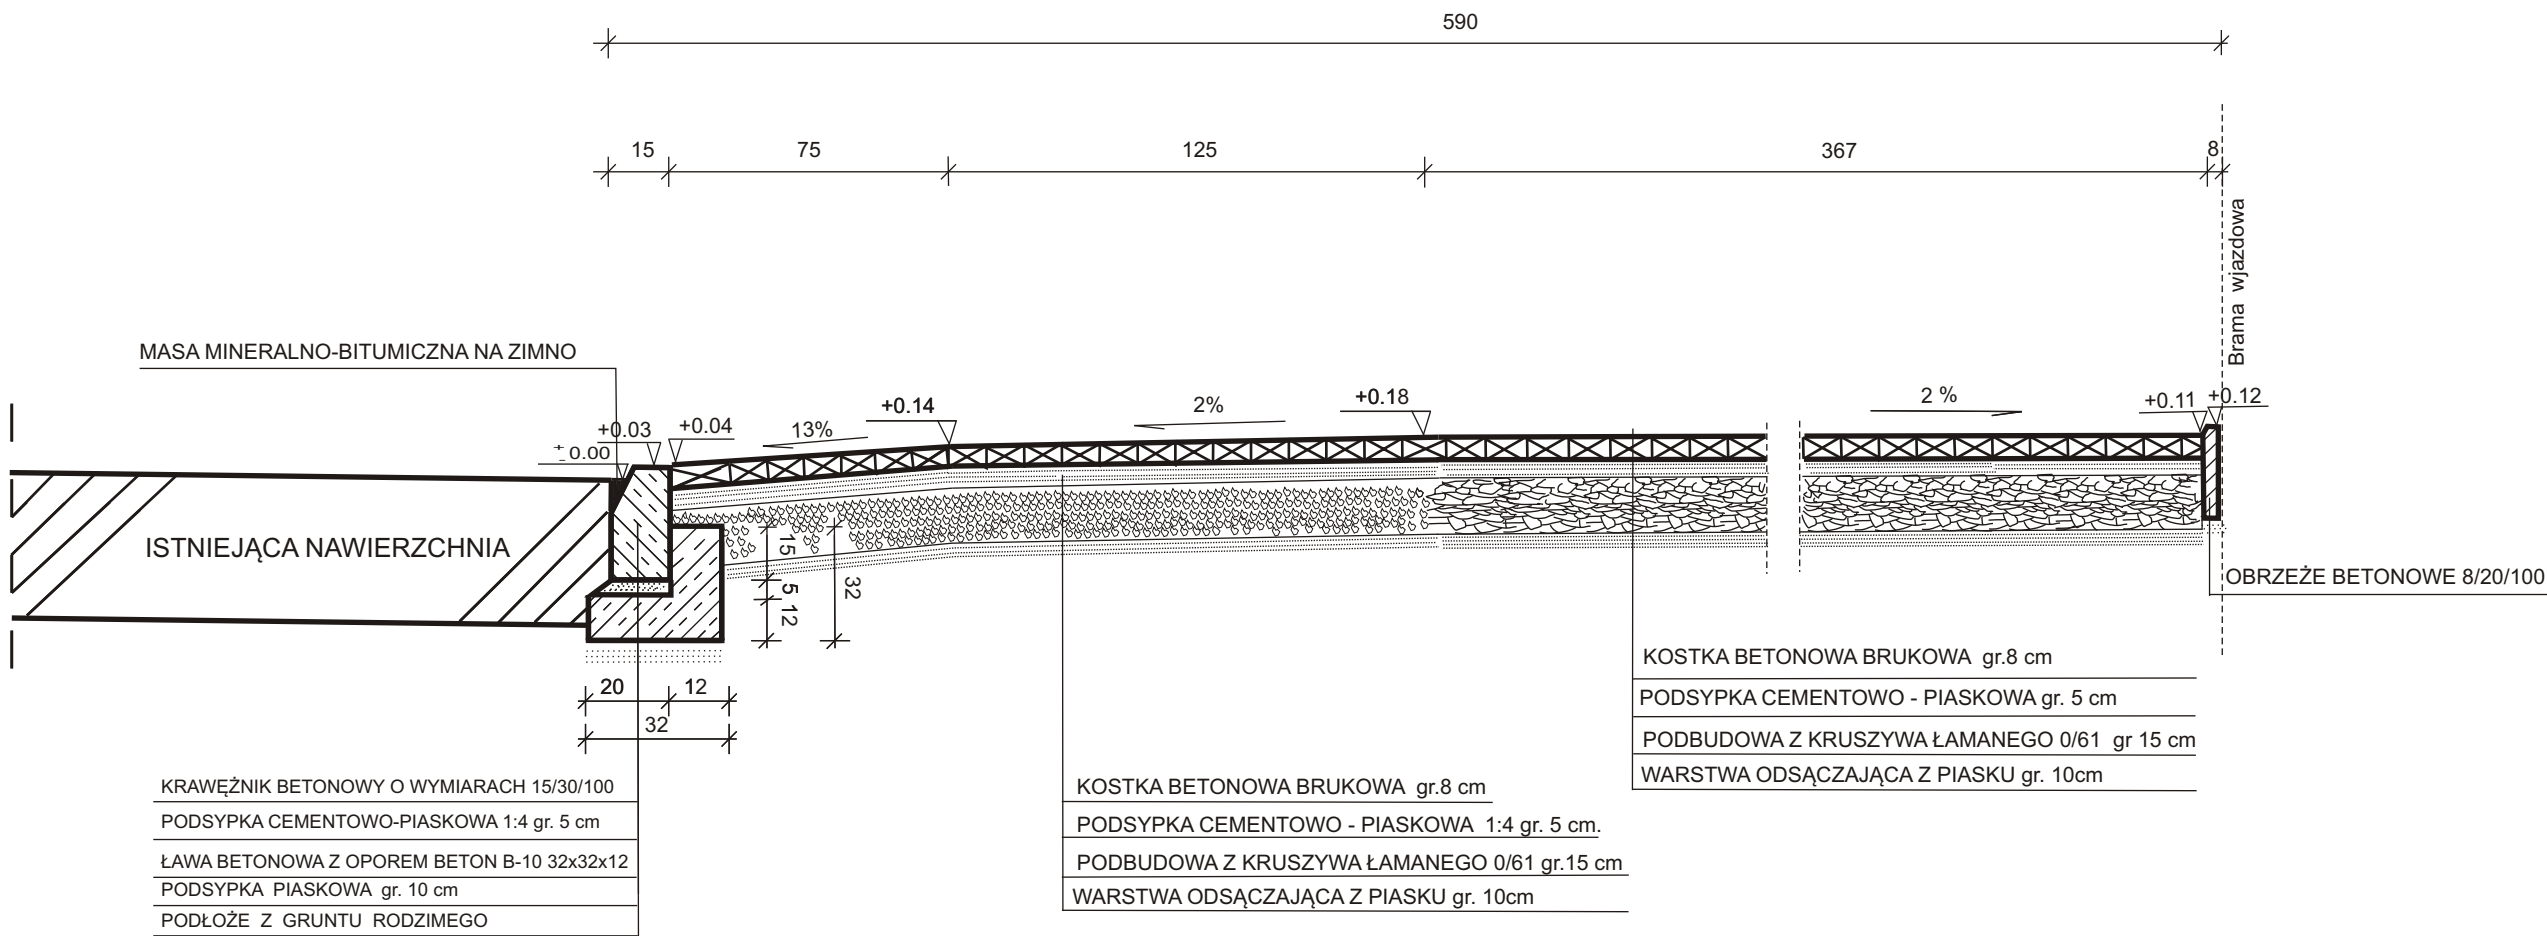 590
15 75 125 367 8
Brama wjazdowa
MASA MINERALNO-BITUMICZNA NA ZIMNO
+0.14
+0.18
2%
2 %
+0.11
+0.12
+0.03
+0.04
13%
± 0.00
ISTNIEJĄCA NAWIERZCHNIA
15
5
12
32
OBRZEŻE BETONOWE 8/20/100
20 12
32
KOSTKA BETONOWA BRUKOWA gr.8 cm
PODSYPKA CEMENTOWO - PIASKOWA gr. 5 cm
PODBUDOWA Z KRUSZYWA ŁAMANEGO 0/61 gr 15 cm
WARSTWA ODSĄCZAJĄCA Z PIASKU gr. 10cm
KRAWĘŻNIK BETONOWY O WYMIARACH 15/30/100
PODSYPKA CEMENTOWO-PIASKOWA 1:4 gr. 5 cm
ŁAWA BETONOWA Z OPOREM BETON B-10 32x32x12
PODSYPKA PIASKOWA gr. 10 cm
PODŁOŻE Z GRUNTU RODZIMEGO
KOSTKA BETONOWA BRUKOWA gr.8 cm
PODSYPKA CEMENTOWO - PIASKOWA 1:4 gr. 5 cm.
PODBUDOWA Z KRUSZYWA ŁAMANEGO 0/61 gr.15 cm
WARSTWA ODSĄCZAJĄCA Z PIASKU gr. 10cm